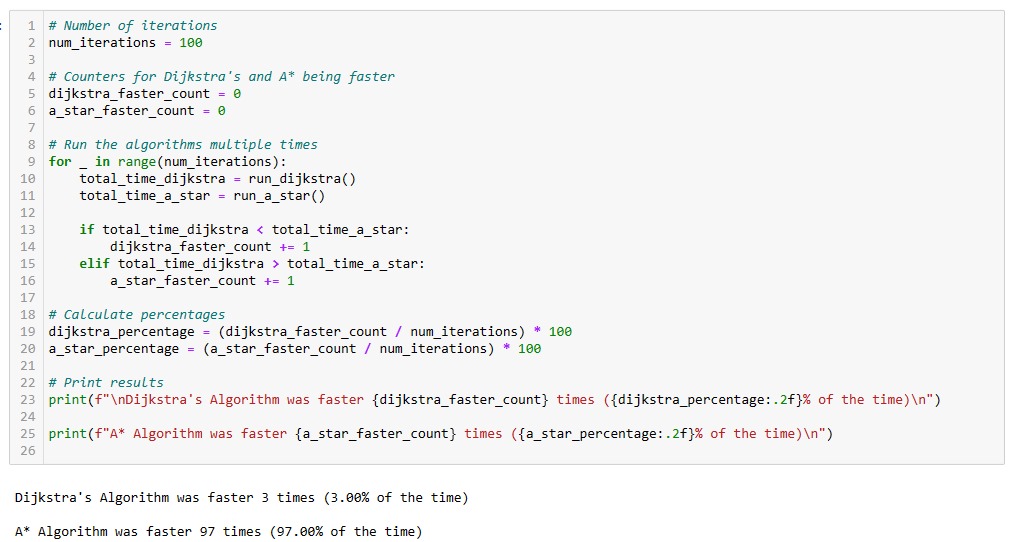 1 # Number of iterations
2 num_iterations = 100
3
4 # Counters for Dijkstra's and A* being faster
5 dijkstra_faster_count = 0
6 a_star_faster_count = 0
7
8 # Run the algorithms multiple times
9 for _ in range(num_iterations):
10     total_time_dijkstra = run_dijkstra()
11     total_time_a_star = run_a_star()
12
13     if total_time_dijkstra < total_time_a_star:
14         dijkstra_faster_count += 1
15     elif total_time_dijkstra > total_time_a_star:
16         a_star_faster_count += 1
17
18 # Calculate percentages
19 dijkstra_percentage = (dijkstra_faster_count / num_iterations) * 100
20 a_star_percentage = (a_star_faster_count / num_iterations) * 100
21
22 # Print results
23 print(f"\nDijkstra's Algorithm was faster {dijkstra_faster_count} times ({dijkstra_percentage:.2f}% of the time)\n")
24
25 print(f"A* Algorithm was faster {a_star_faster_count} times ({a_star_percentage:.2f}% of the time)\n")
26
Dijkstra's Algorithm was faster 3 times (3.00% of the time)
A* Algorithm was faster 97 times (97.00% of the time)